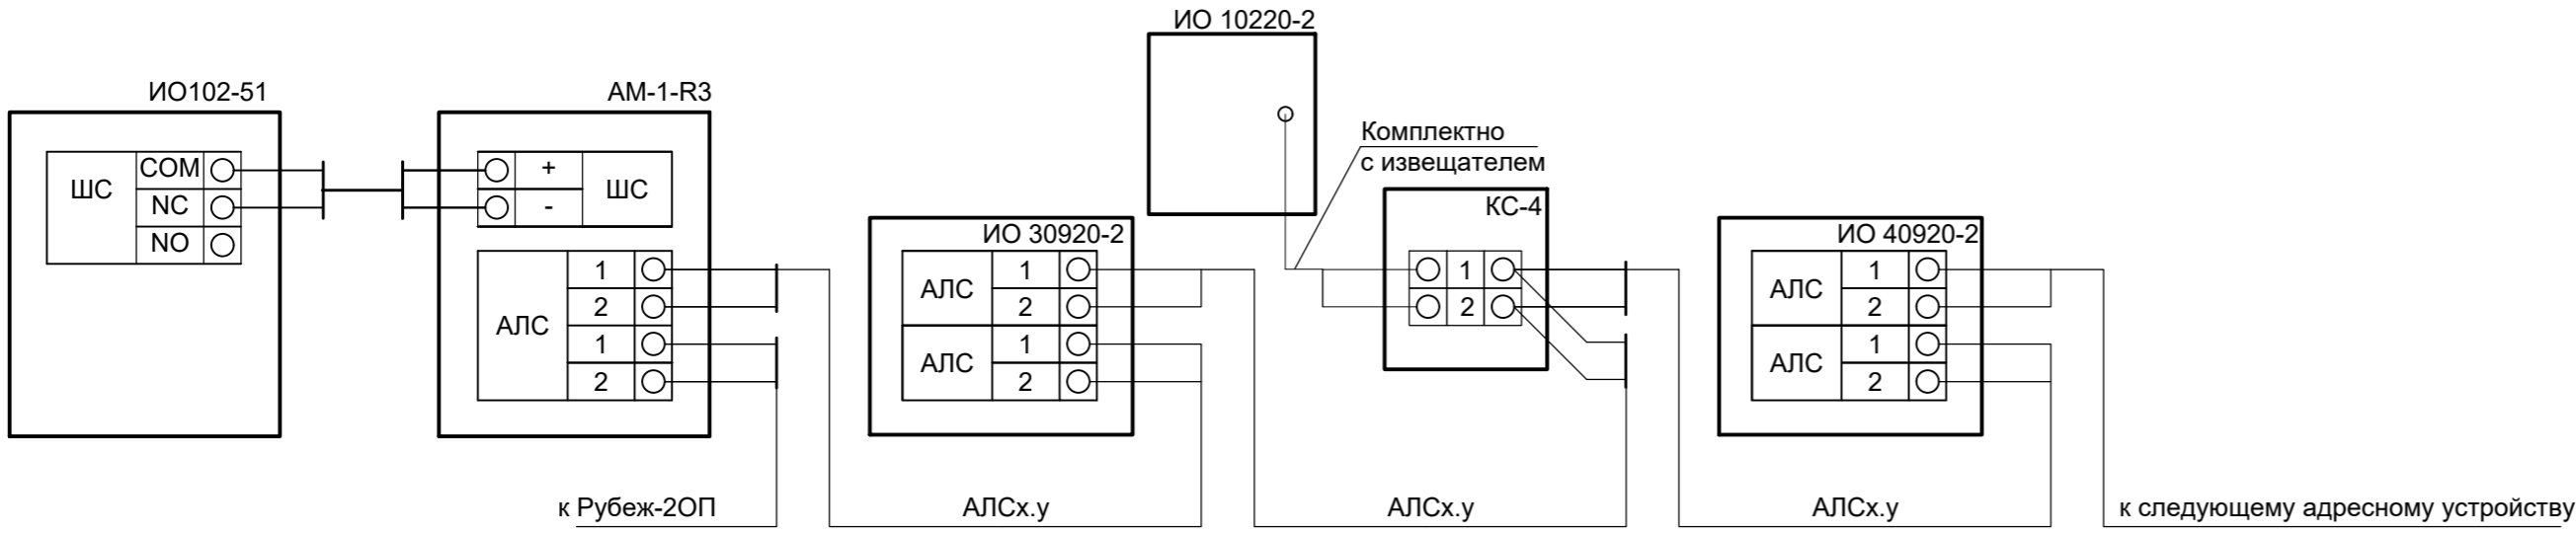 ИО102-51
ШС
COM
NC
NO
АМ-1-R3
+
-
ШС
АЛС
1
2
1
2
к Рубеж-2ОП
ИО 30920-2
АЛС
1
2
АЛС
1
2
АЛСх.у
ИО 10220-2
Комплектно
с извещателем
КС-4
1
2
АЛСх.у
ИО 40920-2
АЛС
1
2
АЛС
1
2
АЛСх.у
к следующему адресному устройству